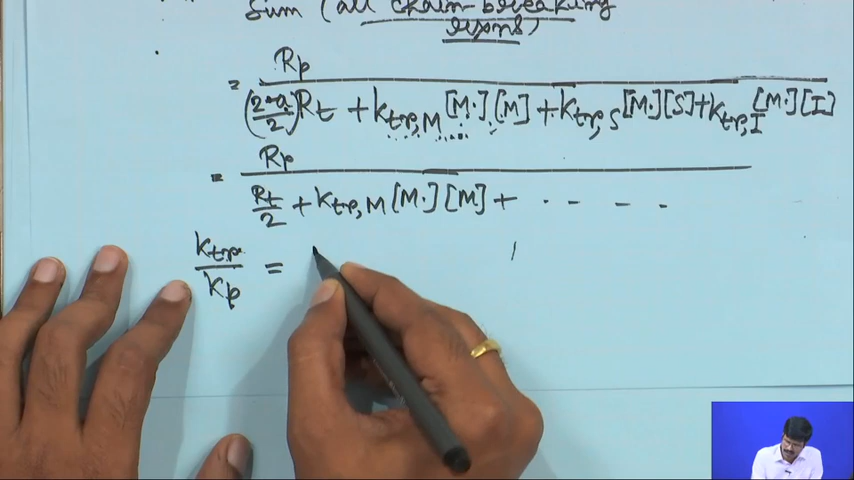 Sum (all chain-breaking
rxns)
= Rp / (2-a/2)Rt + ktr,M[M·][M] + ktr,S[M·][S] + ktr,I[M·][I]
= Rp / Rt/2 + ktr,M[M·][M] + · - - - .
ktr/kp =